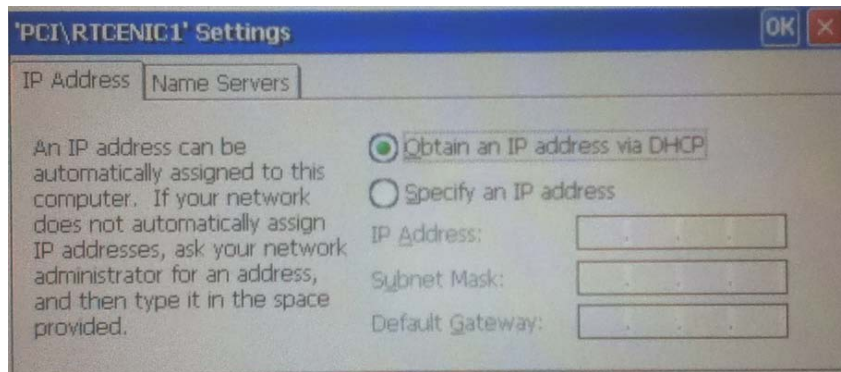 'PCI\RTCENIC1' Settings
OK
IP Address
Name Servers
An IP address can be
automatically assigned to this
computer. If your network
does not automatically assign
IP addresses, ask your network
administrator for an address,
and then type it in the space
provided.
Obtain an IP address via DHCP
Specify an IP address
IP Address:
Subnet Mask:
Default Gateway: